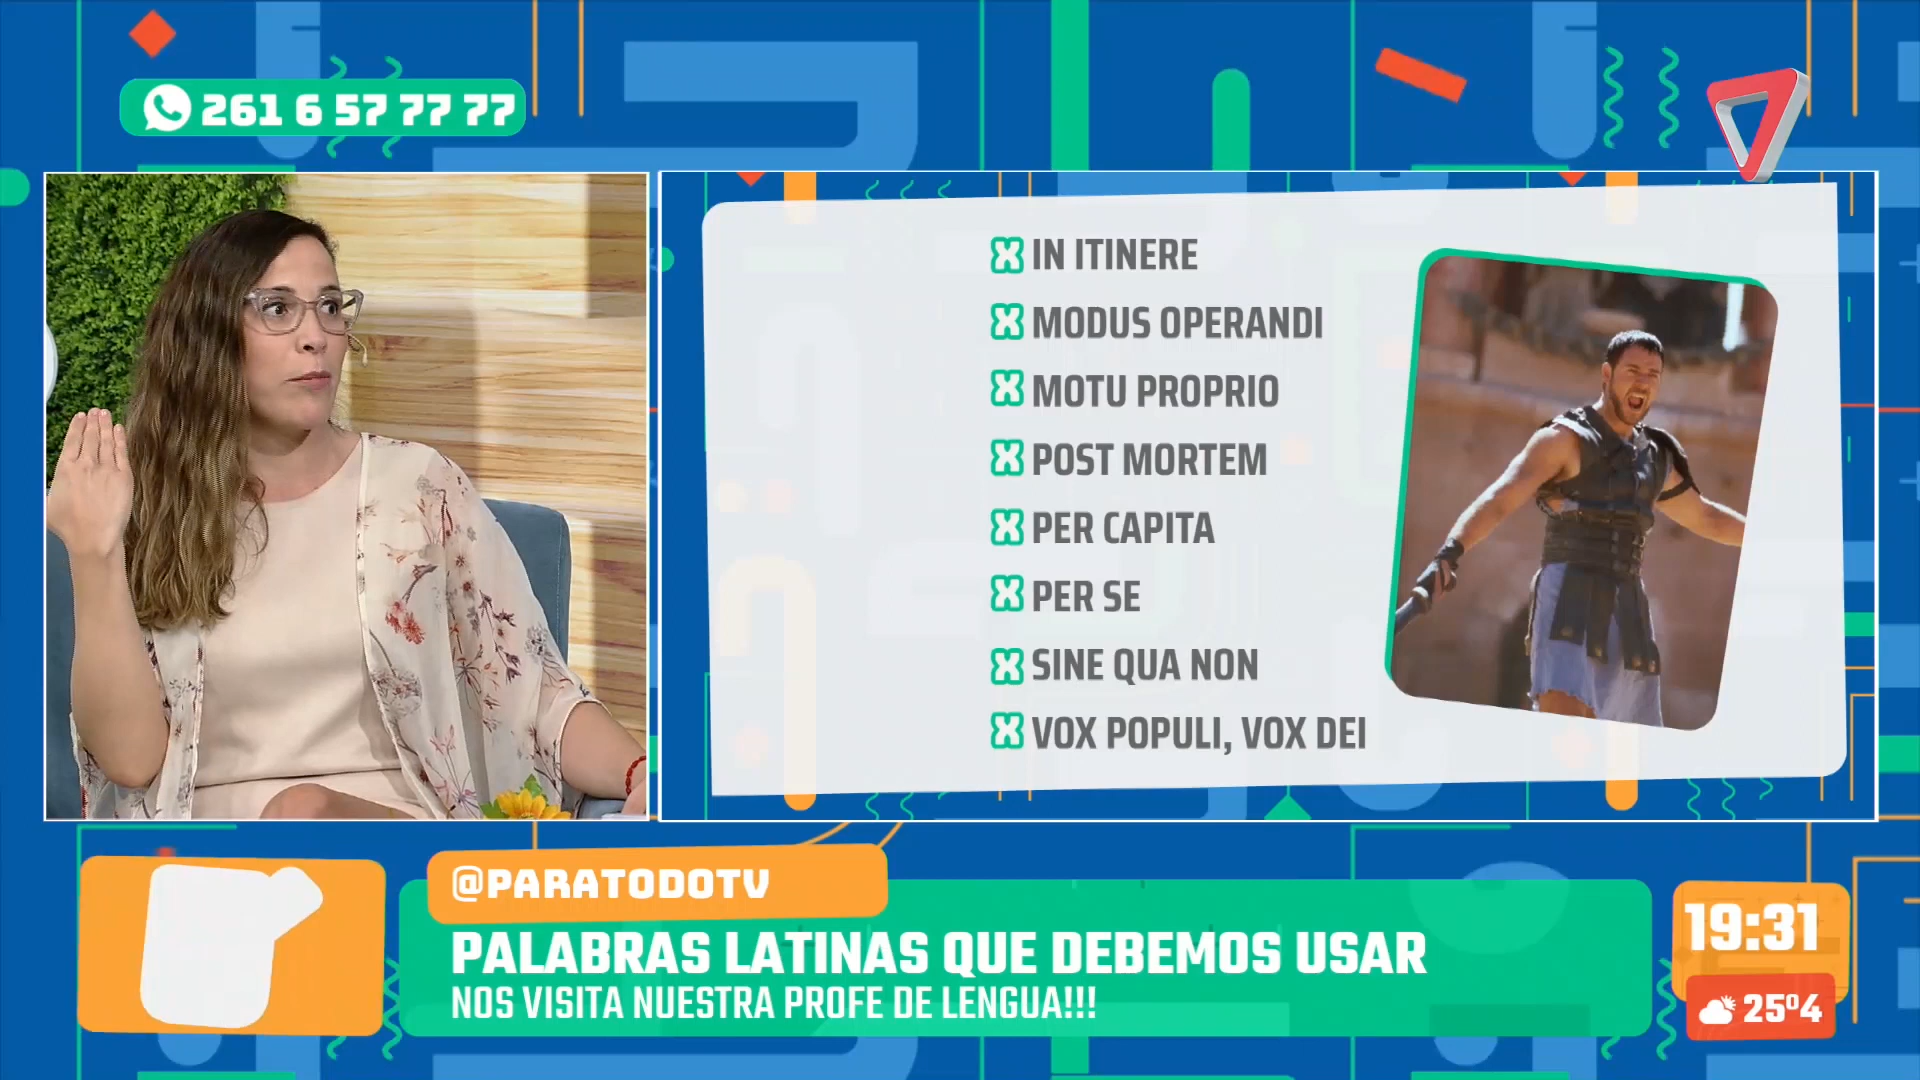 261 6 57 77 77
IN ITINERE
MODUS OPERANDI
MOTU PROPRIO
POST MORTEM
PER CAPITA
PER SE
SINE QUA NON
VOX POPULI, VOX DEI
@PARATODOTV
PALABRAS LATINAS QUE DEBEMOS USAR
NOS VISITA NUESTRA PROFE DE LENGUA!!!
19:31
25º4